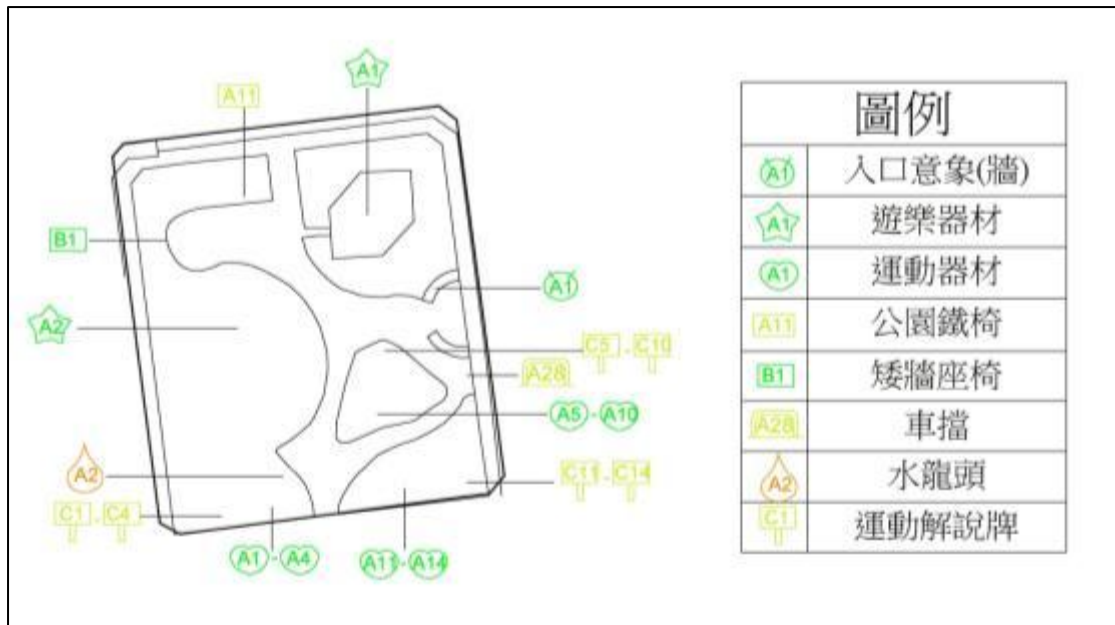 A1
A11
B1
A2
A1
C5 - C10
A28
A5 - A10
A2
C11 - C14
C1 - C4
A1 - A4
A11 - A14
圖例
A1 入口意象(牆)
A1 遊樂器材
A1 運動器材
A11 公園鐵椅
B1 矮牆座椅
A28 車擋
A2 水龍頭
C1 運動解說牌